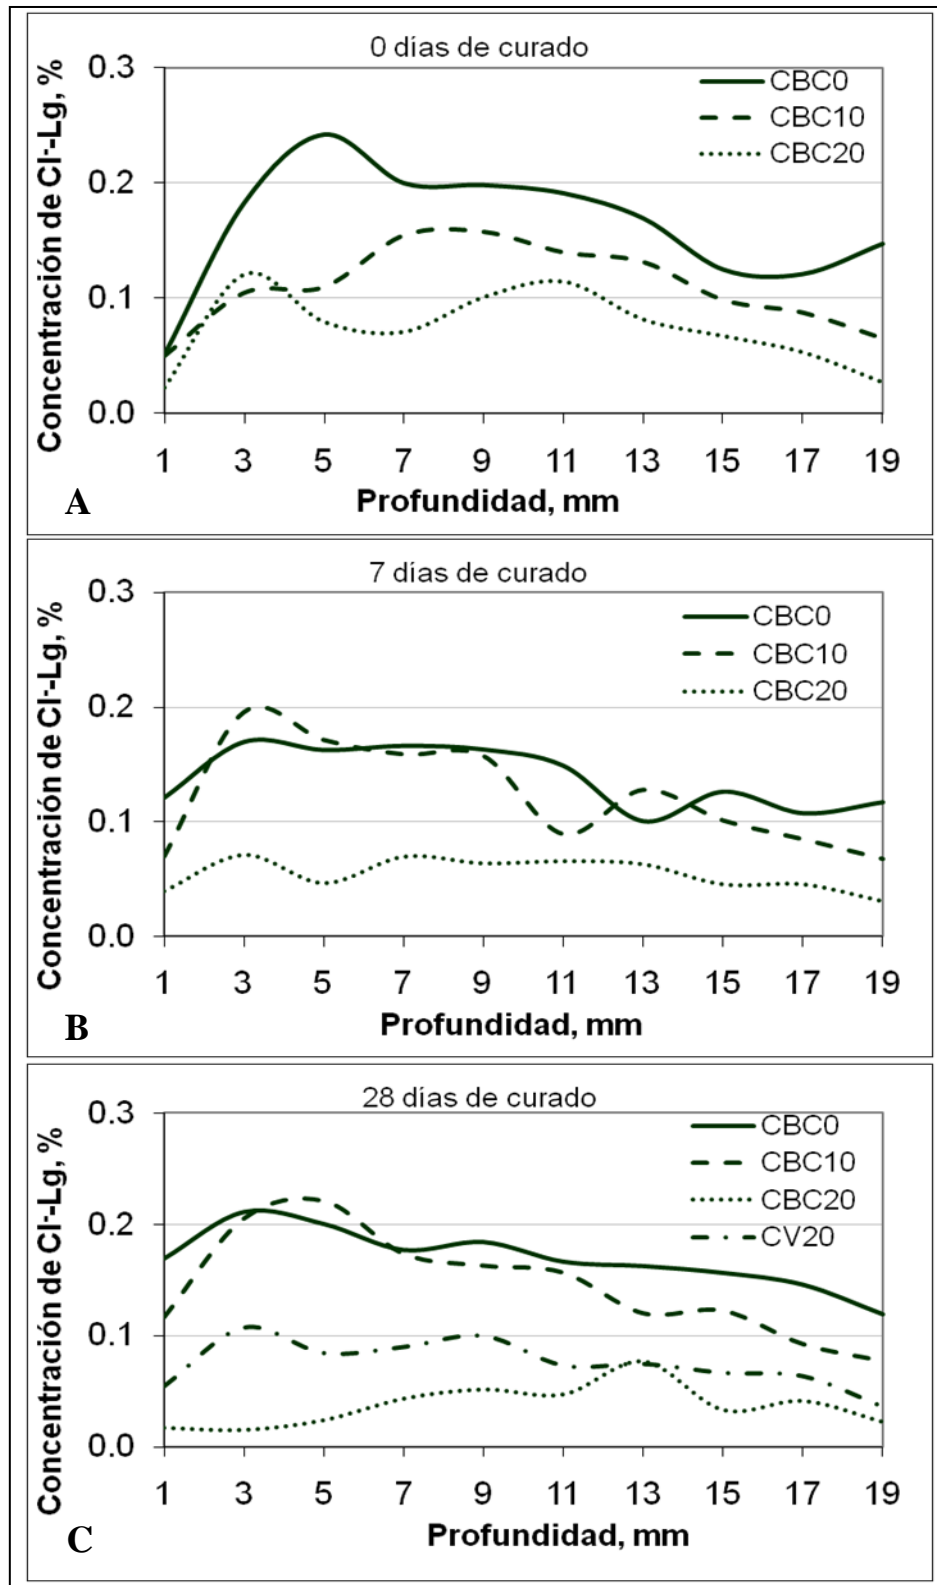 0 días de curado
Concentración de Cl--Lg, %
0.3
0.2
0.1
0.0
CBC0
CBC10
CBC20
1 3 5 7 9 11 13 15 17 19
Profundidad, mm
A
7 días de curado
Concentración de Cl--Lg, %
0.3
0.2
0.1
0.0
CBC0
CBC10
CBC20
1 3 5 7 9 11 13 15 17 19
Profundidad, mm
B
28 días de curado
Concentración de Cl--Lg, %
0.3
0.2
0.1
0.0
CBC0
CBC10
CBC20
CV20
1 3 5 7 9 11 13 15 17 19
Profundidad, mm
C